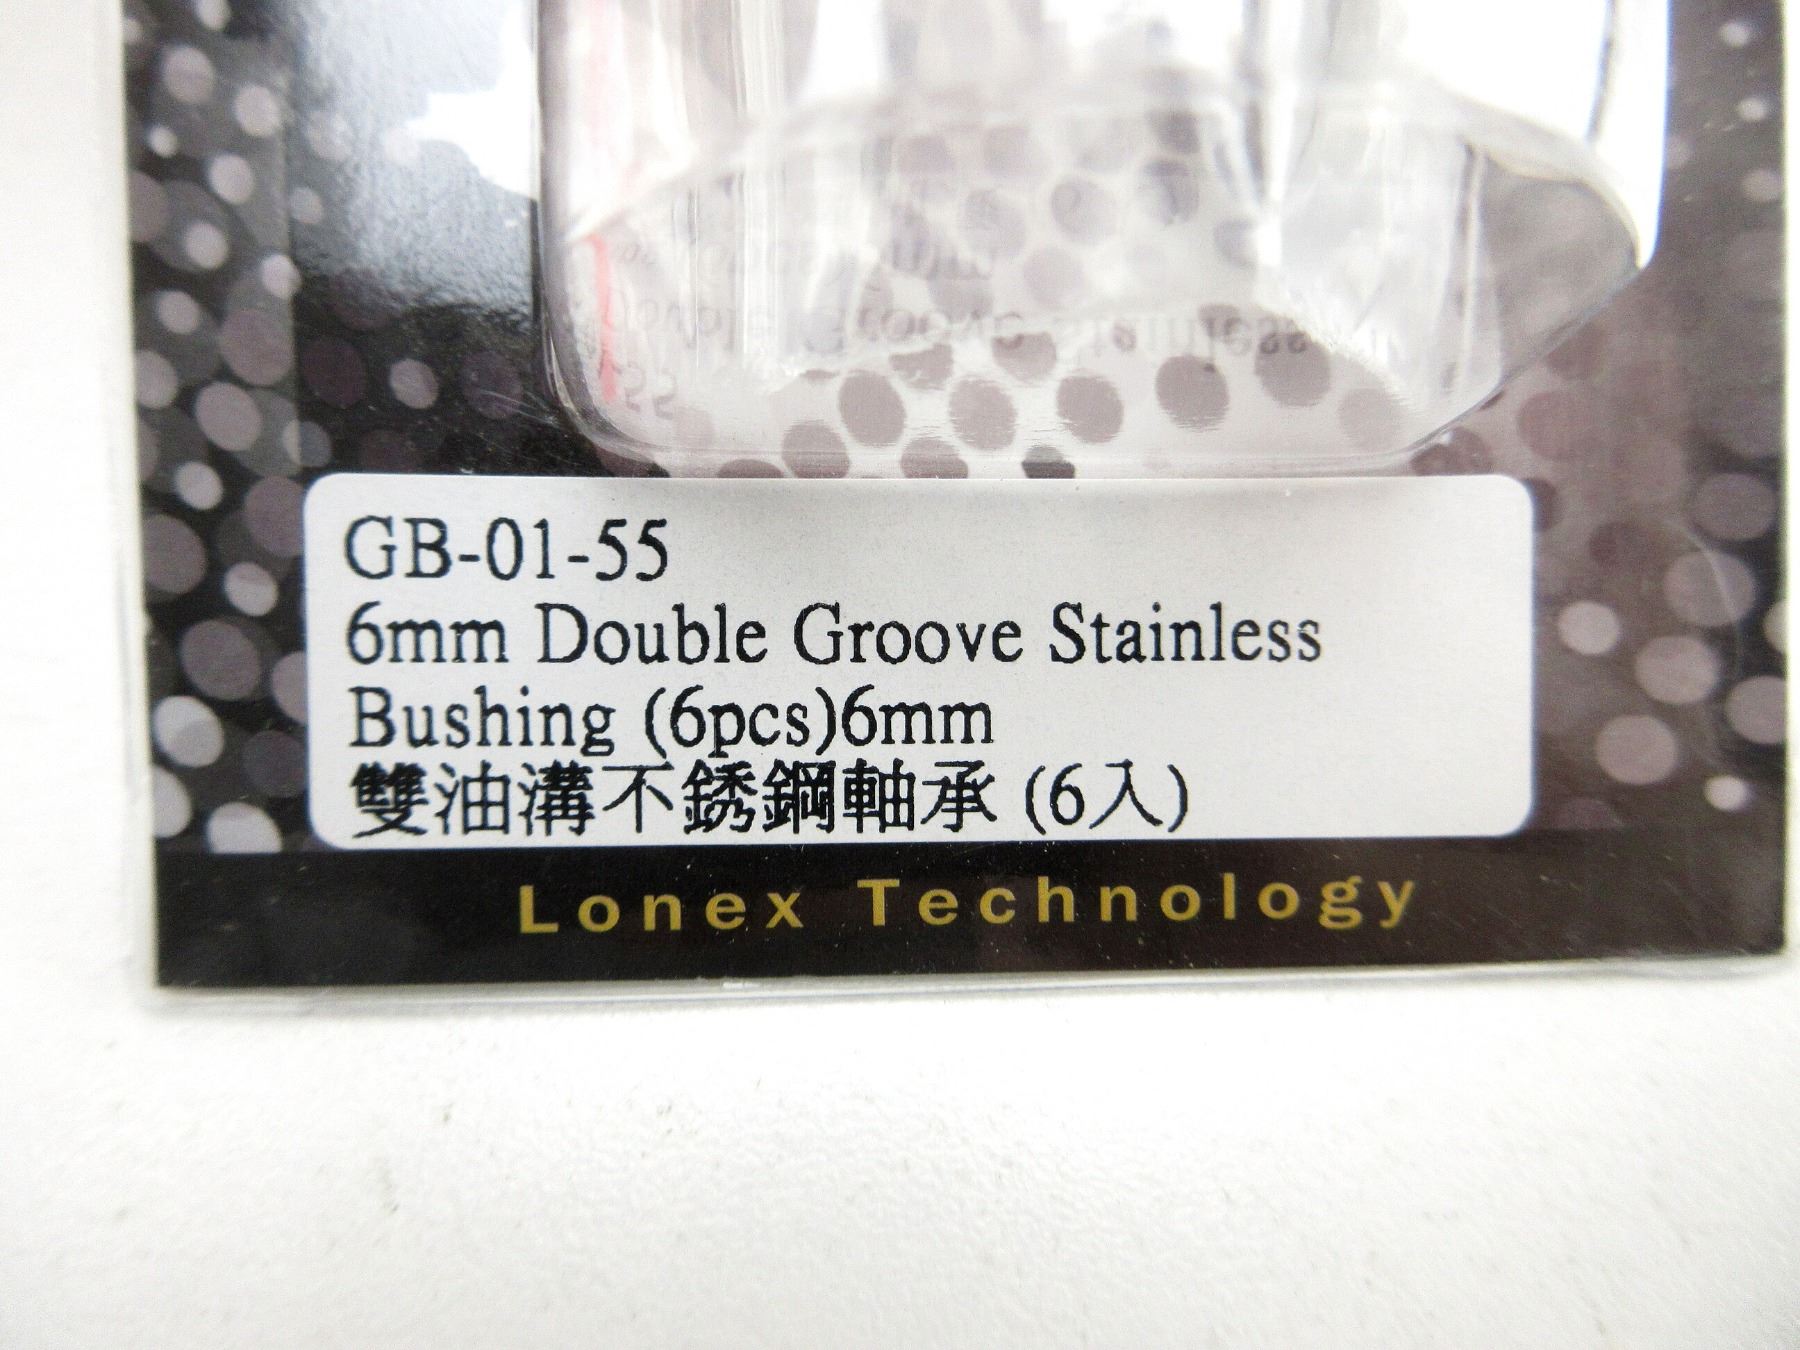 GB-01-55
6mm Double Groove Stainless
Bushing (6pcs)6mm
雙油溝不銹鋼軸承 (6入)
Lonex Technology